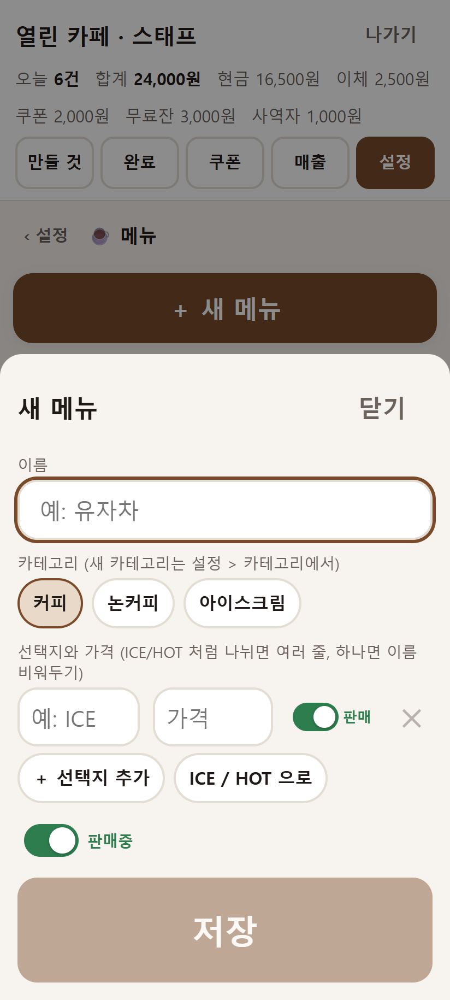 열린 카페 · 스태프 나가기
오늘 6건 합계 24,000원 현금 16,500원 이체 2,500원
쿠폰 2,000원 무료잔 3,000원 사역자 1,000원
만들 것 완료 쿠폰 매출 설정
‹ 설정 메뉴
+ 새 메뉴
새 메뉴 닫기
이름
예: 유자차
카테고리 (새 카테고리는 설정 > 카테고리에서)
커피 논커피 아이스크림
선택지와 가격 (ICE/HOT 처럼 나뉘면 여러 줄, 하나면 이름
비워두기)
예: ICE 가격 판매 ×
+ 선택지 추가 ICE / HOT 으로
판매중
저장